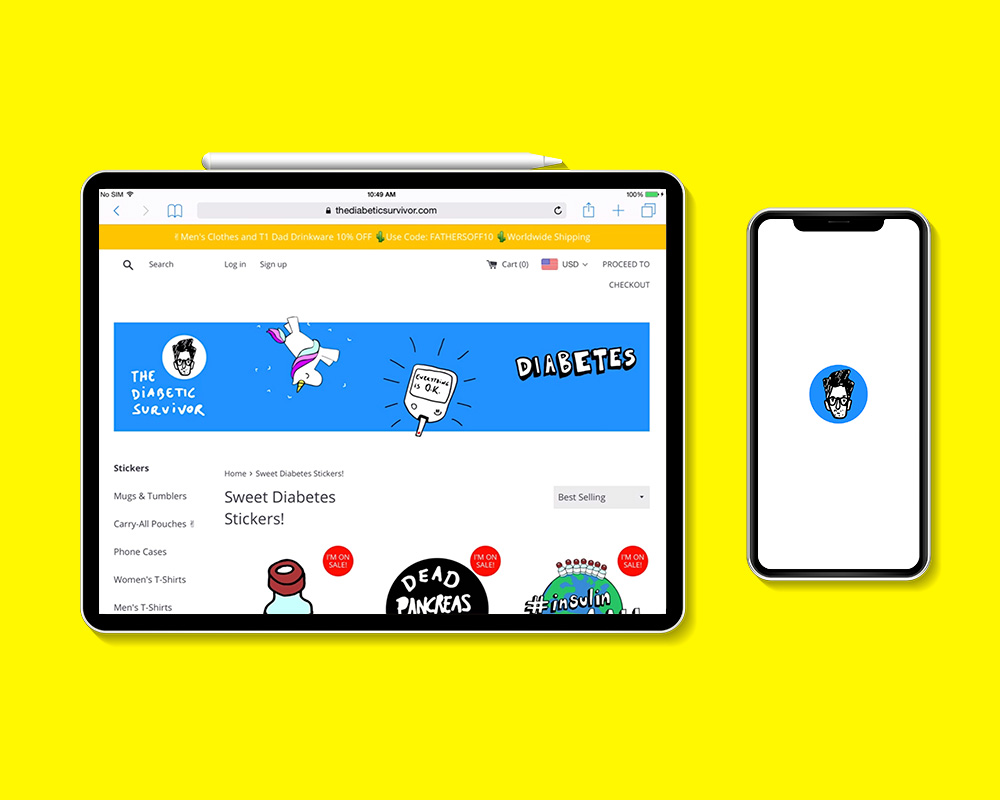 No SIM
10:49 AM
100%
thediabeticsurvivor.com
Men's Clothes and T1 Dad Drinkware 10% OFF 🌵Use Code: FATHERSOFF10 🌵Worldwide Shipping
Search
Log in
Sign up
Cart (0)
USD
PROCEED TO
CHECKOUT
THE
DiABETiC
SURViVOR
EVERYTHING
iS O.K.
DIABETES
Stickers
Mugs & Tumblers
Carry-All Pouches ✌
Phone Cases
Women's T-Shirts
Men's T-Shirts
Home › Sweet Diabetes Stickers!
Sweet Diabetes
Stickers!
Best Selling
I'M ON
SALE!
I'M ON
SALE!
I'M ON
SALE!
DEAD
PANCREAS
#insulin